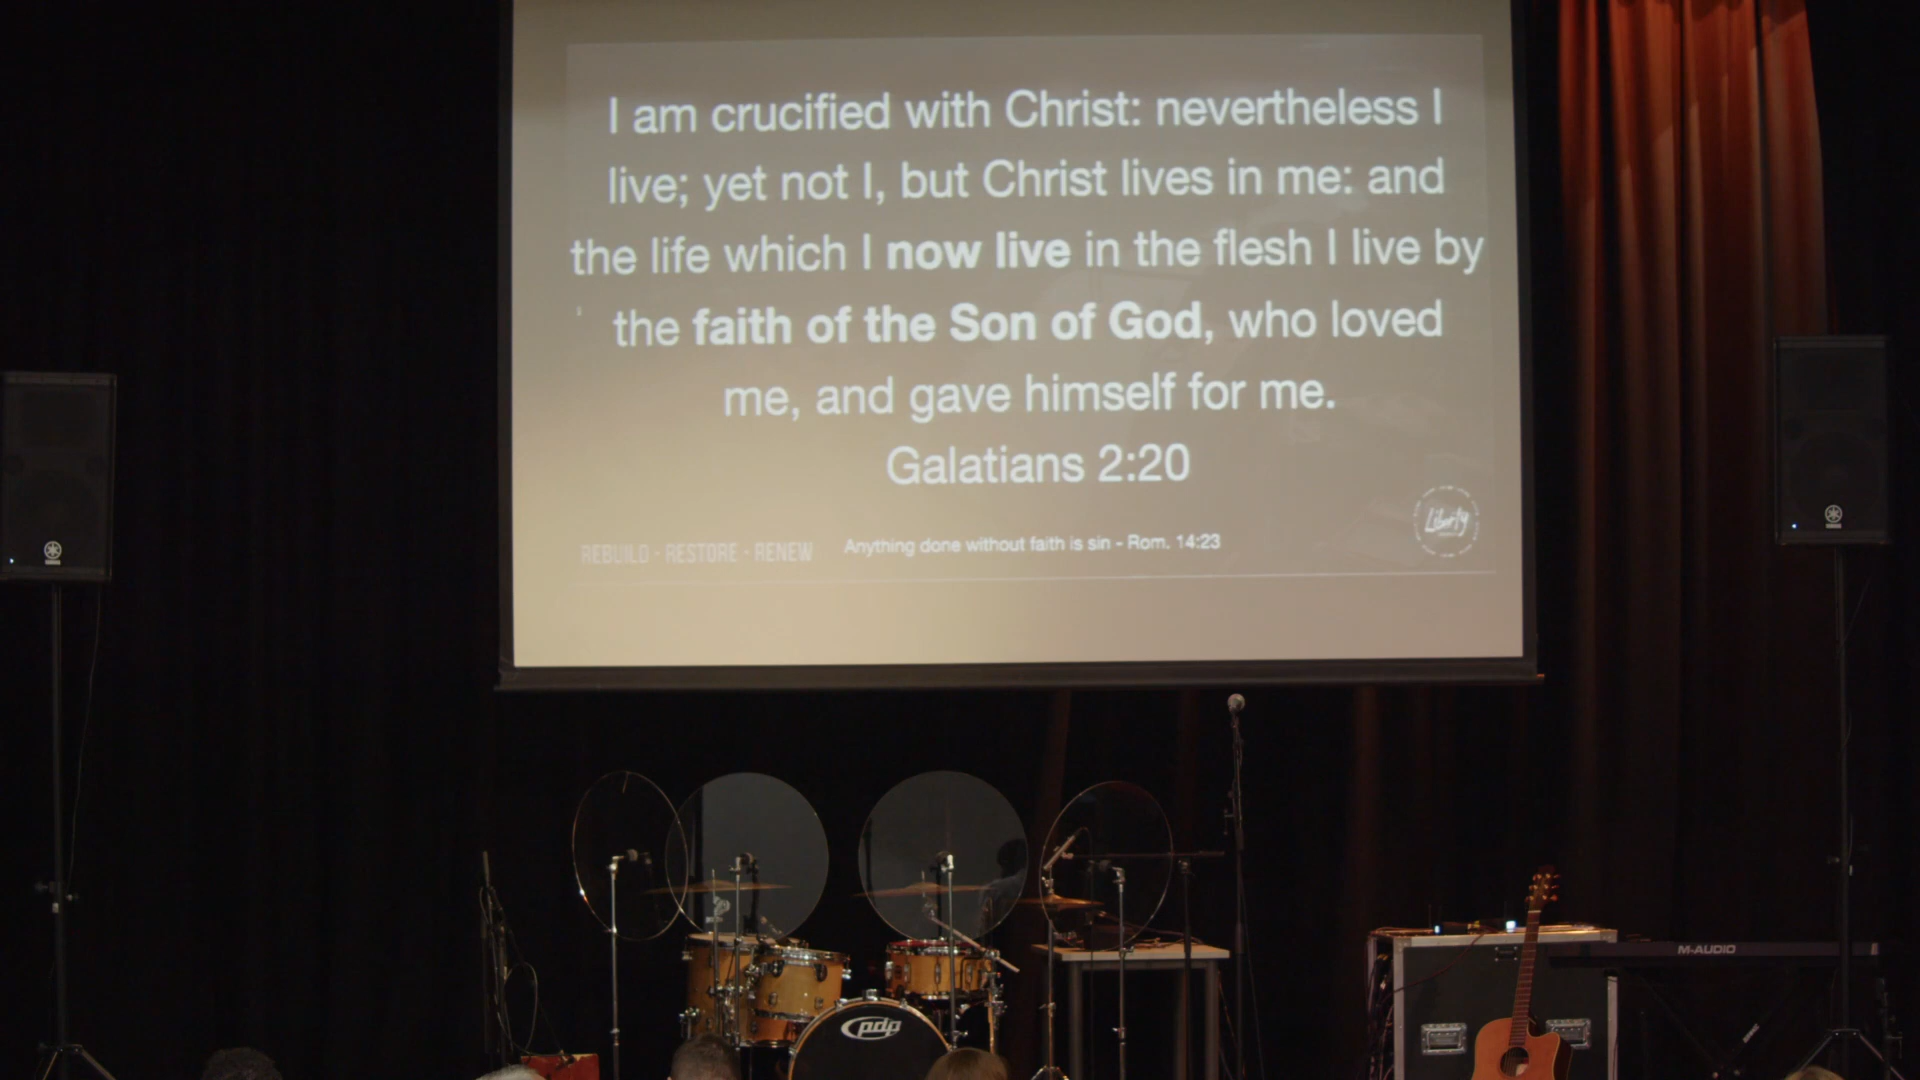 I am crucified with Christ: nevertheless I
live; yet not I, but Christ lives in me: and
the life which I now live in the flesh I live by
the faith of the Son of God, who loved
me, and gave himself for me.
Galatians 2:20
REBUILD - RESTORE - RENEW
Anything done without faith is sin - Rom. 14:23
Liberty
pdp
M-AUDIO